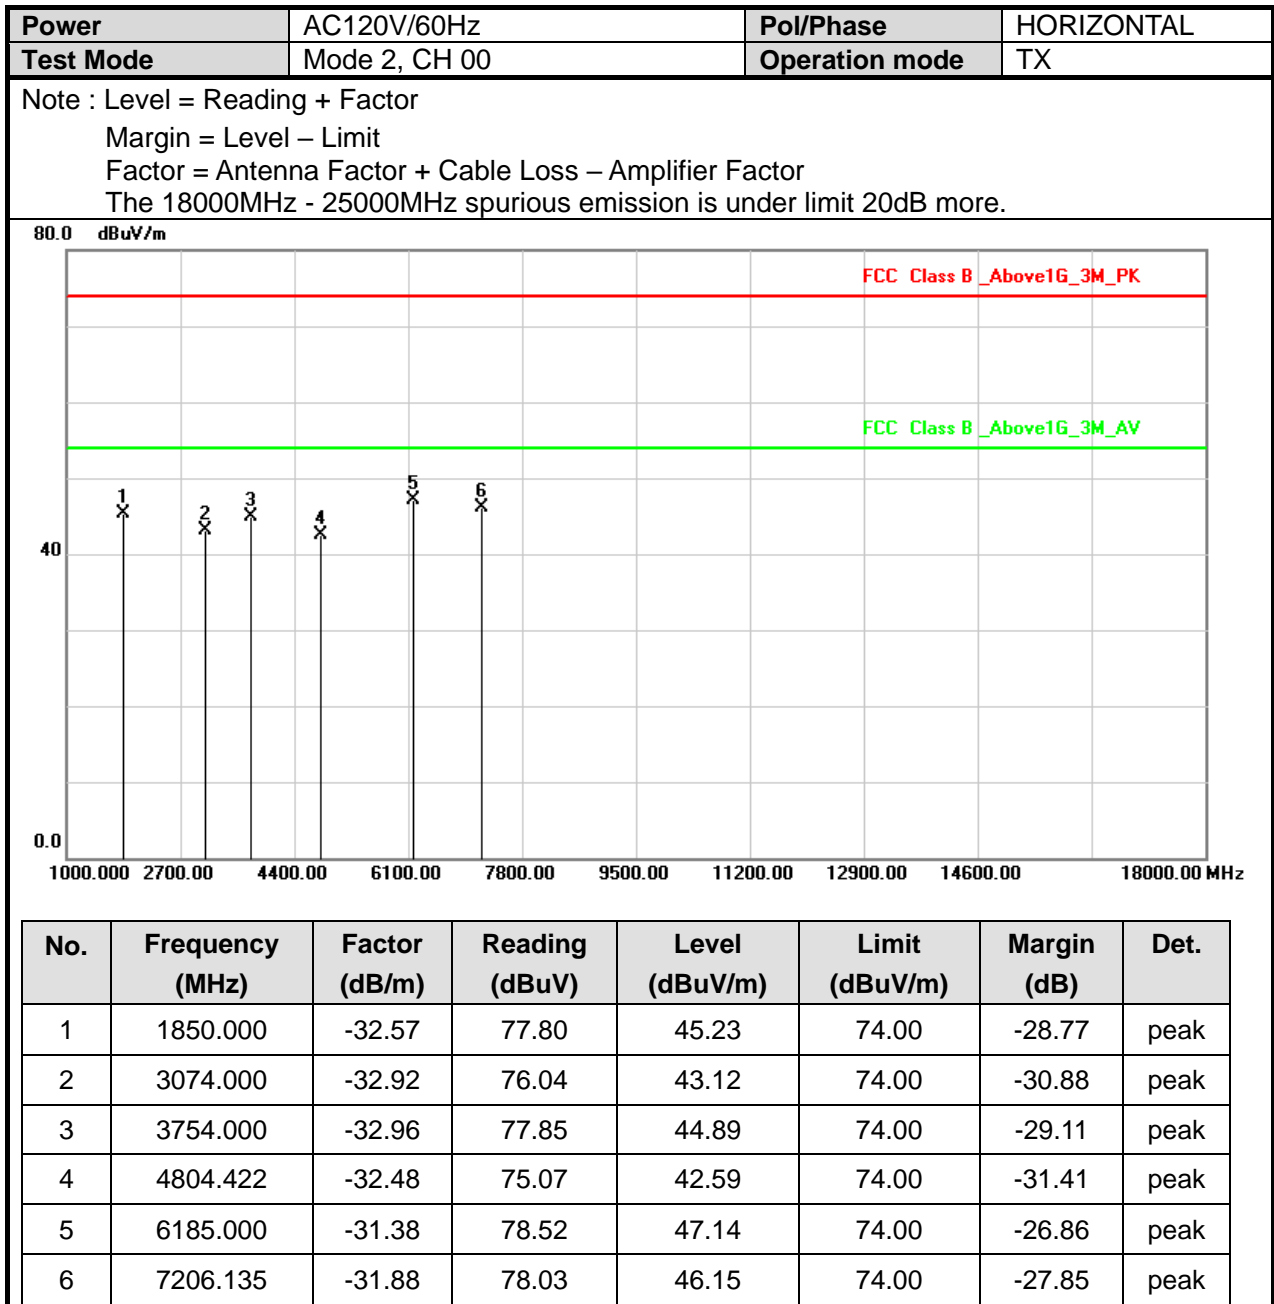 Power AC120V/60Hz Pol/Phase HORIZONTAL
Test Mode Mode 2, CH 00 Operation mode TX
Note : Level = Reading + Factor
Margin = Level – Limit
Factor = Antenna Factor + Cable Loss – Amplifier Factor
The 18000MHz - 25000MHz spurious emission is under limit 20dB more.
80.0 dBuV/m
FCC Class B _Above1G_3M_PK
FCC Class B _Above1G_3M_AV
1 2 3 4 5 6
40
0.0
1000.000 2700.00 4400.00 6100.00 7800.00 9500.00 11200.00 12900.00 14600.00 18000.00 MHz
No. Frequency Factor Reading Level Limit Margin Det.
(MHz) (dB/m) (dBuV) (dBuV/m) (dBuV/m) (dB)
1 1850.000 -32.57 77.80 45.23 74.00 -28.77 peak
2 3074.000 -32.92 76.04 43.12 74.00 -30.88 peak
3 3754.000 -32.96 77.85 44.89 74.00 -29.11 peak
4 4804.422 -32.48 75.07 42.59 74.00 -31.41 peak
5 6185.000 -31.38 78.52 47.14 74.00 -26.86 peak
6 7206.135 -31.88 78.03 46.15 74.00 -27.85 peak